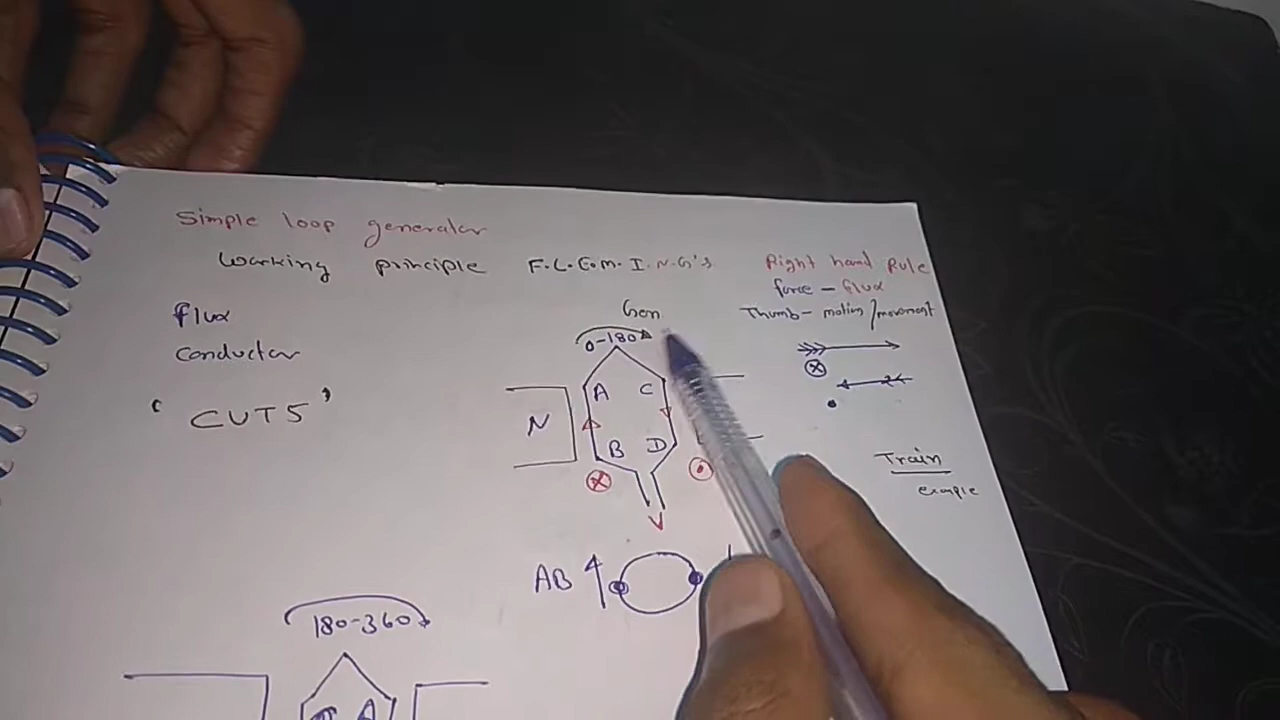 Simple loop generator
Working principle F.L.E.M.I.N.G's Right hand Rule
force - flux
Thumb - motion/movement
flux
conductor
'CUTS'
Gen
0-180
A C
N
B D
Train
example
AB
180-360
A